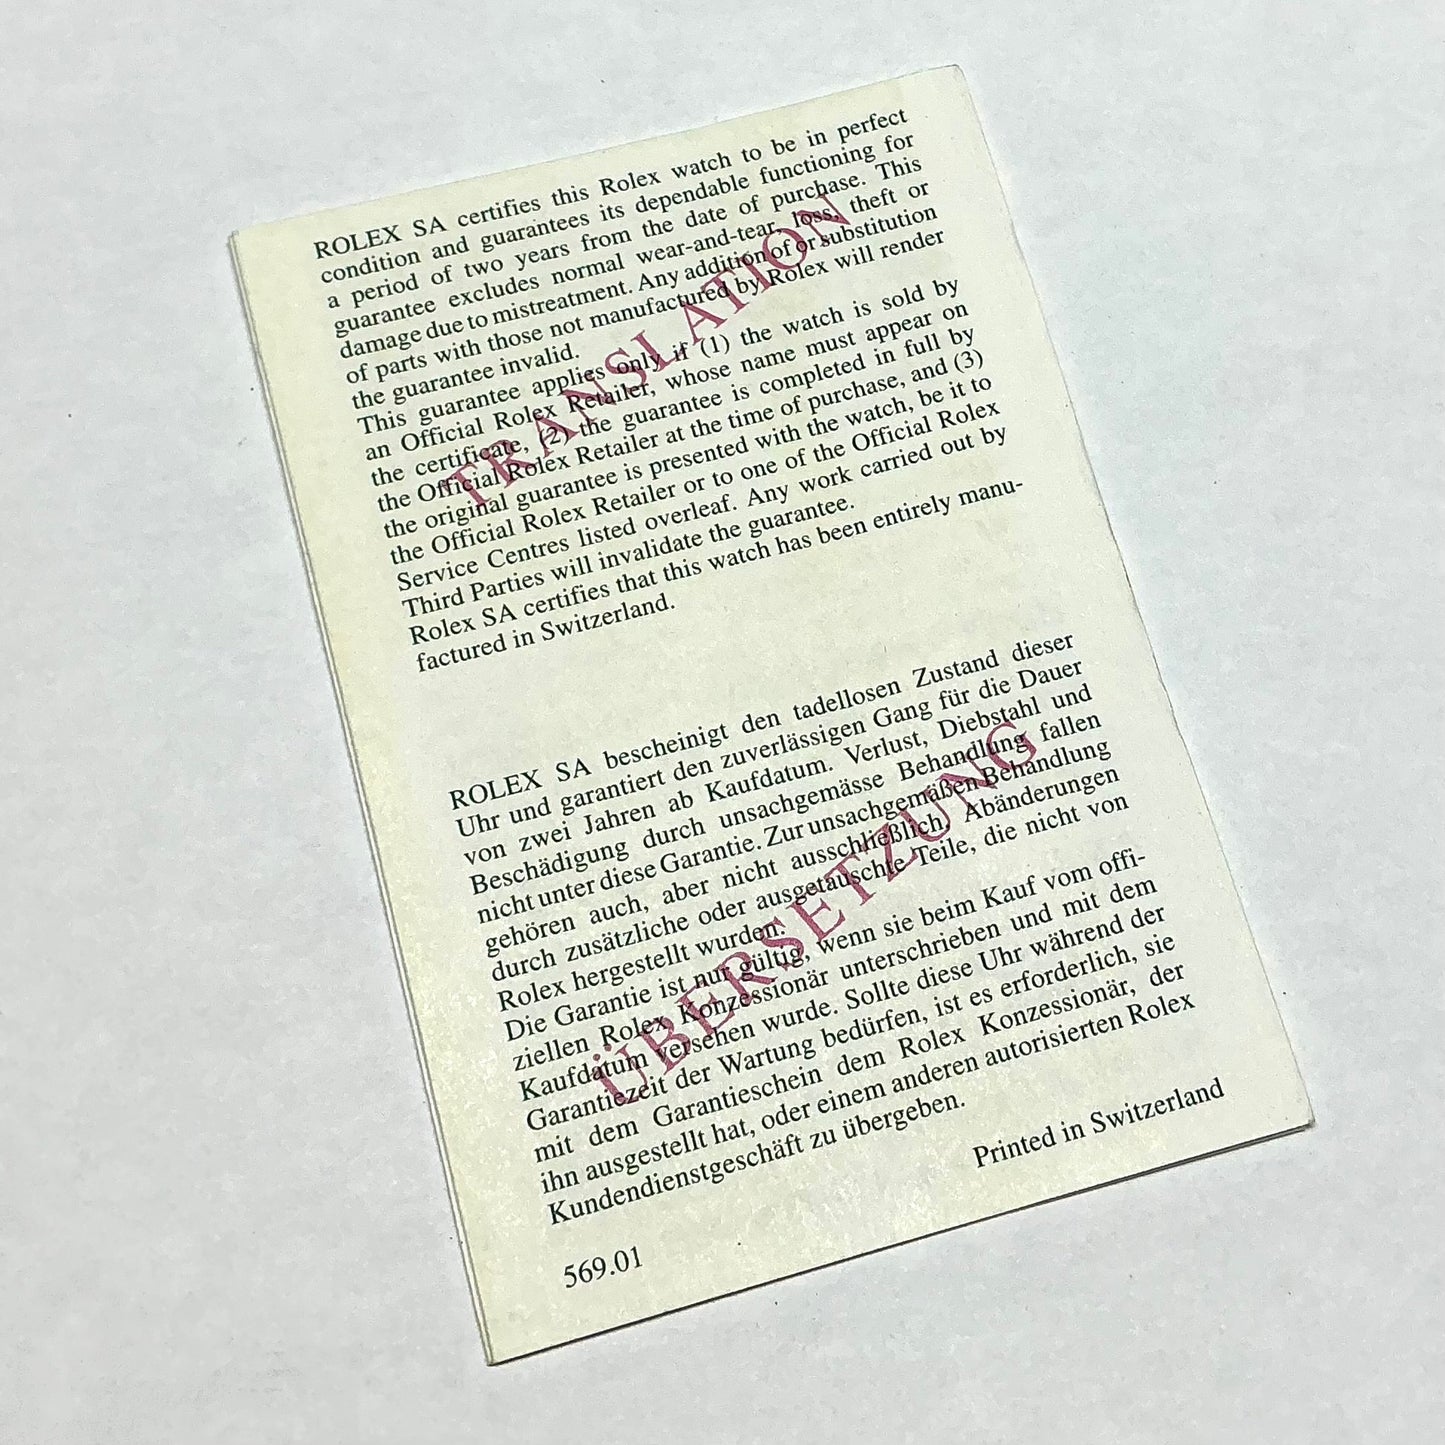 ROLEX SA certifies this Rolex watch to be in perfect
condition and guarantees its dependable functioning for
a period of two years from the date of purchase. This
guarantee excludes normal wear-and-tear, loss, theft or
damage due to mistreatment. Any addition of or substitution
of parts with those not manufactured by Rolex will render
the guarantee invalid.
This guarantee applies only if (1) the watch is sold by
an Official Rolex Retailer, whose name must appear on
the certificate, (2) the guarantee is completed in full by
the Official Rolex Retailer at the time of purchase, and (3)
the original guarantee is presented with the watch, be it to
the Official Rolex Retailer or to one of the Official Rolex
Service Centres listed overleaf. Any work carried out by
Third Parties will invalidate the guarantee.
Rolex SA certifies that this watch has been entirely manu-
factured in Switzerland.
TRANSLATION
ROLEX SA bescheinigt den tadellosen Zustand dieser
Uhr und garantiert den zuverlässigen Gang für die Dauer
von zwei Jahren ab Kaufdatum. Verlust, Diebstahl und
Beschädigung durch unsachgemässe Behandlung fallen
nicht unter diese Garantie. Zur unsachgemäßen Behandlung
gehören auch, aber nicht ausschließlich, Abänderungen
durch zusätzliche oder ausgetauschte Teile, die nicht von
Rolex hergestellt wurden.
Die Garantie ist nur gültig, wenn sie beim Kauf vom offi-
ziellen Rolex Konzessionär unterschrieben und mit dem
Kaufdatum versehen wurde. Sollte diese Uhr während der
Garantiezeit der Wartung bedürfen, ist es erforderlich, sie
mit dem Garantieschein dem Rolex Konzessionär, der
ihn ausgestellt hat, oder einem anderen autorisierten Rolex
Kundendienstgeschäft zu übergeben.
ÜBERSETZUNG
Printed in Switzerland
569.01